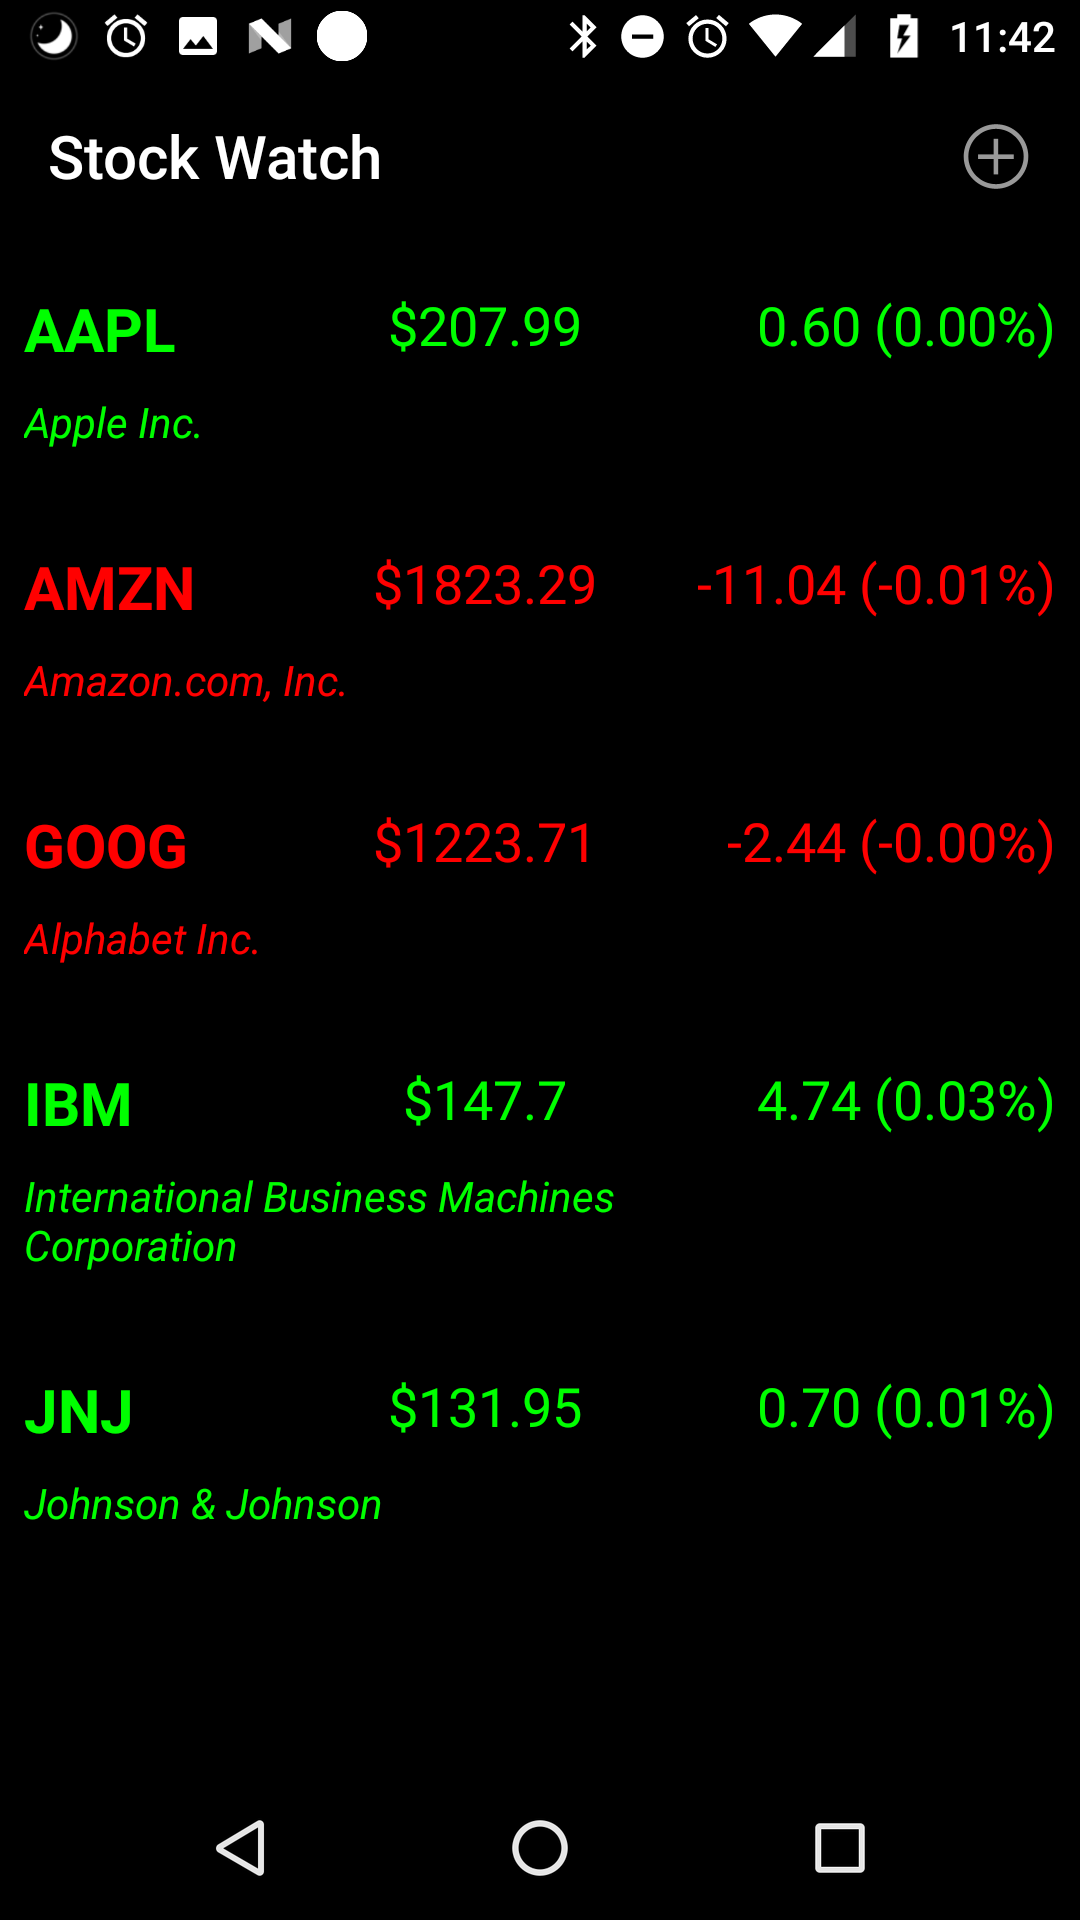 11:42
Stock Watch
AAPL $207.99 0.60 (0.00%)
Apple Inc.
AMZN $1823.29 -11.04 (-0.01%)
Amazon.com, Inc.
GOOG $1223.71 -2.44 (-0.00%)
Alphabet Inc.
IBM $147.7 4.74 (0.03%)
International Business Machines
Corporation
JNJ $131.95 0.70 (0.01%)
Johnson & Johnson